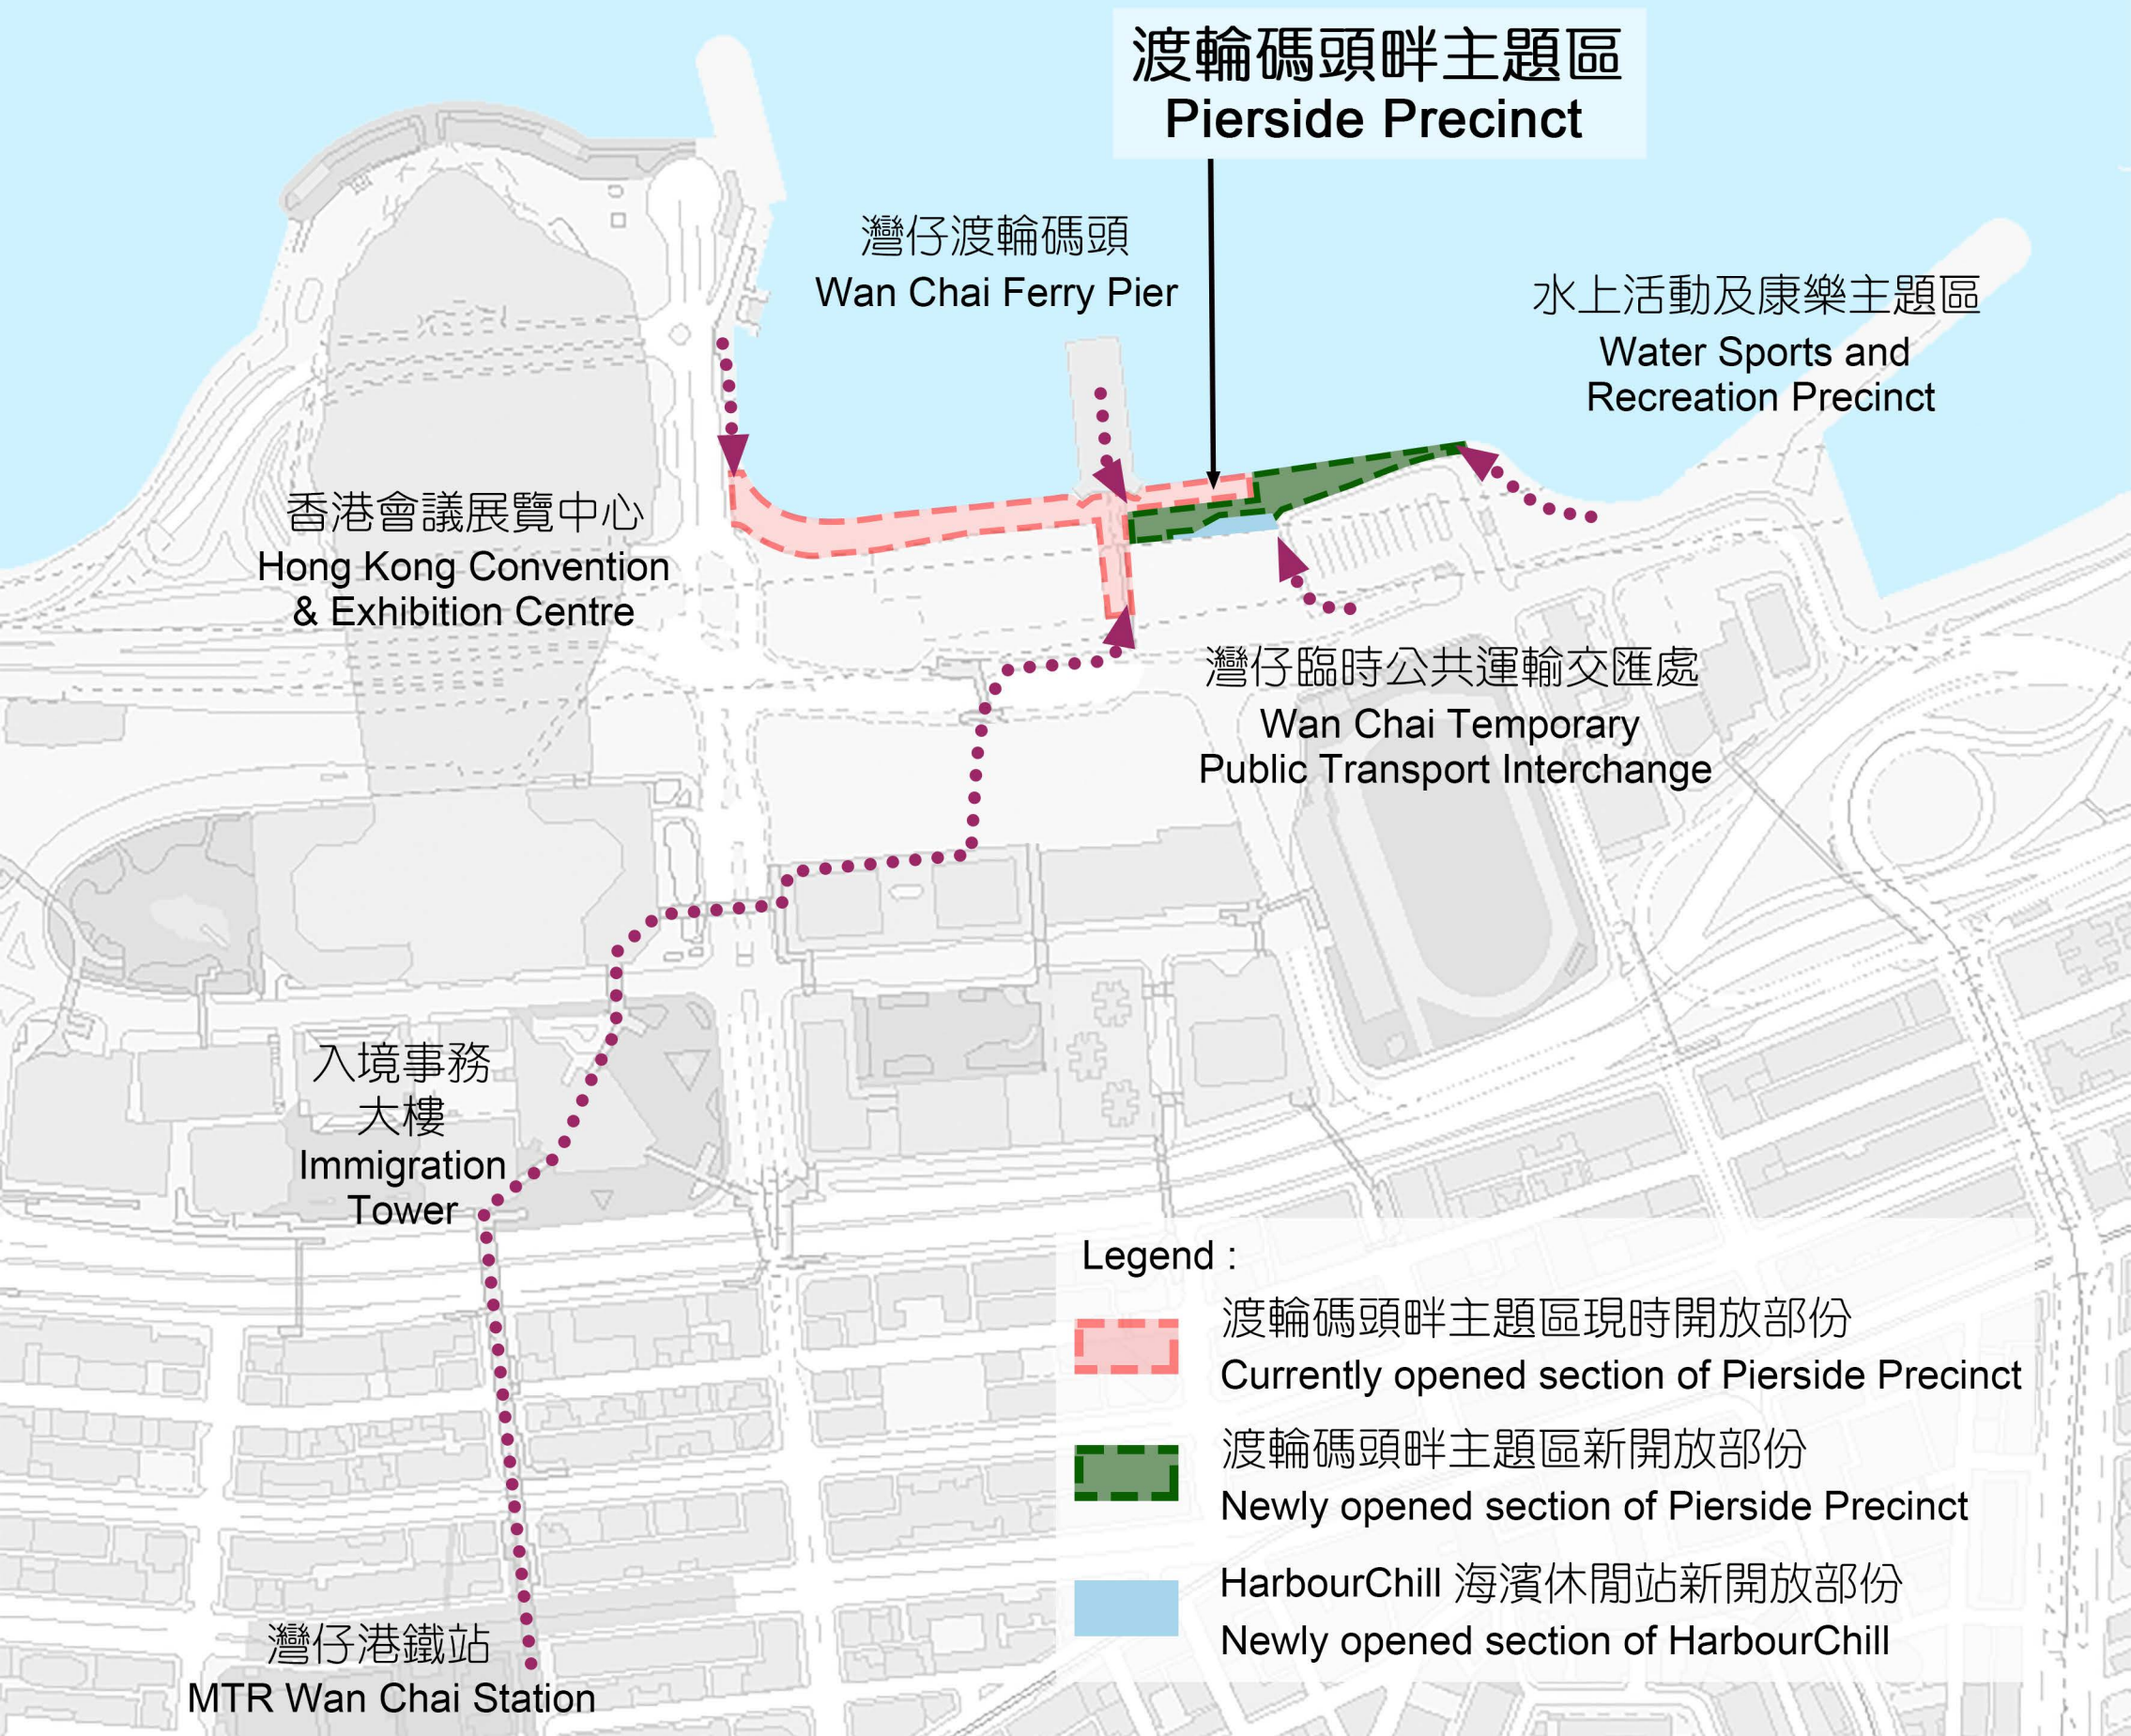 渡輪碼頭畔主題區
Pierside Precinct
灣仔渡輪碼頭
Wan Chai Ferry Pier
水上活動及康樂主題區
Water Sports and
Recreation Precinct
香港會議展覽中心
Hong Kong Convention
& Exhibition Centre
灣仔臨時公共運輸交匯處
Wan Chai Temporary
Public Transport Interchange
入境事務
大樓
Immigration
Tower
灣仔港鐵站
MTR Wan Chai Station
Legend :
渡輪碼頭畔主題區現時開放部份
Currently opened section of Pierside Precinct
渡輪碼頭畔主題區新開放部份
Newly opened section of Pierside Precinct
HarbourChill 海濱休閒站新開放部份
Newly opened section of HarbourChill